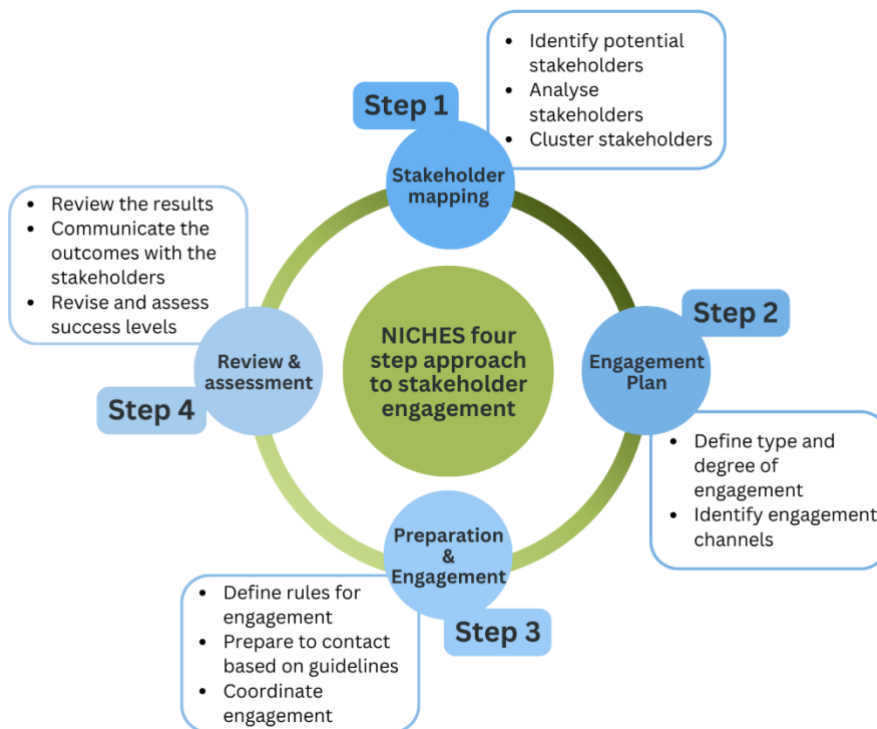 Step 1
Stakeholder
mapping
• Identify potential
stakeholders
• Analyse
stakeholders
• Cluster stakeholders
Step 2
Engagement
Plan
• Define type and
degree of
engagement
• Identify engagement
channels
Preparation
&
Engagement
Step 3
• Define rules for
engagement
• Prepare to contact
based on guidelines
• Coordinate
engagement
Review &
assessment
Step 4
• Review the results
• Communicate the
outcomes with the
stakeholders
• Revise and assess
success levels
NICHES four
step approach
to stakeholder
engagement